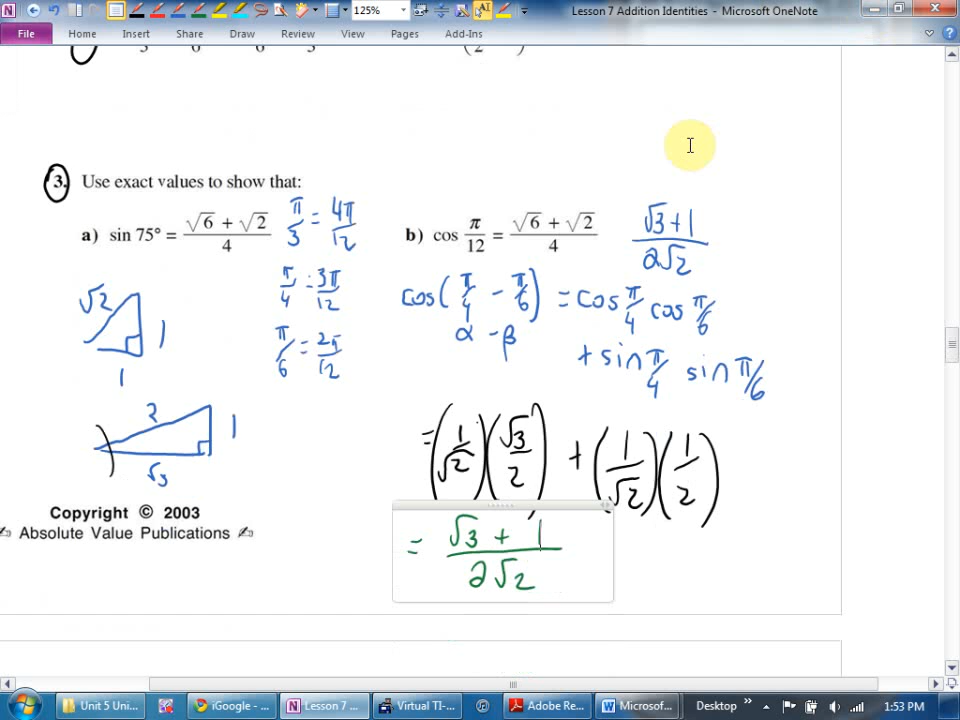 125%
Lesson 7 Addition Identities - Microsoft OneNote
File Home Insert Share Draw Review View Pages Add-Ins
3. Use exact values to show that:
a) sin 75° = (√6 + √2)/4
π/3 = 4π/12
b) cos π/12 = (√6 + √2)/4
(√3 + 1)/(2√2)
π/4 = 3π/12
π/6 = 2π/12
√2
1
1
2
1
√3
cos(π/4 − π/6) = cos π/4 cos π/6
α − β
+ sin π/4 sin π/6
= (1/√2)(√3/2) + (1/√2)(1/2)
= (√3 + 1)/(2√2)
Copyright © 2003
Absolute Value Publications
Unit 5 Uni...
iGoogle - ...
Lesson 7 ...
Virtual TI-...
Adobe Re...
Microsof...
Desktop »
1:53 PM